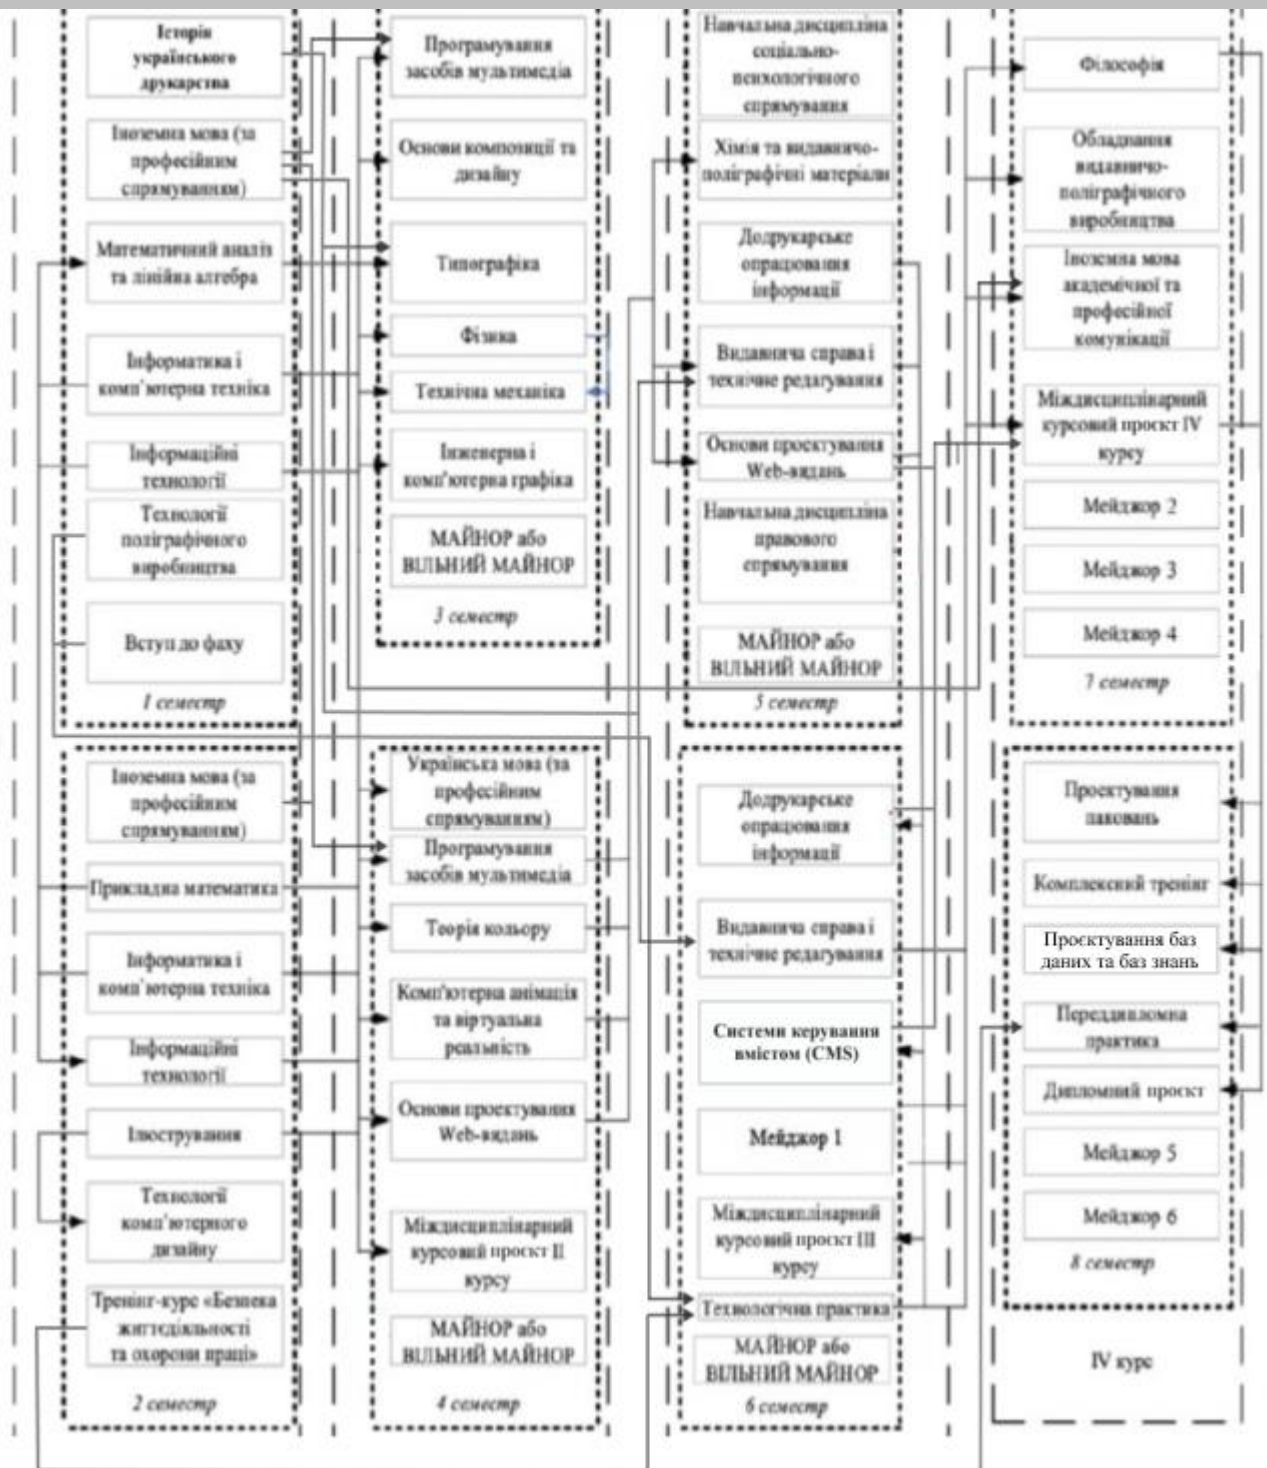 Історія
українського
друкарства
Іноземна мова (за
професійним
спрямуванням)
Математичний аналіз
та лінійна алгебра
Інформатика і
комп'ютерна техніка
Інформаційні
технології
Технології
поліграфічного
виробництва
Вступ до фаху
1 семестр
Іноземна мова (за
професійним
спрямуванням)
Прикладна математика
Інформатика і
комп'ютерна техніка
Інформаційні
технології
Ілюстрування
Технології
комп'ютерного
дизайну
Тренінг-курс «Безпека
життєдіяльності
та охорони праці»
2 семестр
Програмування
засобів мультимедіа
Основи композиції та
дизайну
Типографіка
Фізика
Технічна механіка
Інженерна і
комп'ютерна графіка
МАЙНОР або
ВІЛЬНИЙ МАЙНОР
3 семестр
Українська мова (за
професійним
спрямуванням)
Програмування
засобів мультимедіа
Теорія кольору
Комп'ютерна анімація
та віртуальна
реальність
Основи проектування
Web-видань
Міждисциплінарний
курсовий проєкт II
курсу
МАЙНОР або
ВІЛЬНИЙ МАЙНОР
4 семестр
Навчальна дисципліна
соціально-
психологічного
спрямування
Хімія та видавничо-
поліграфічні матеріали
Додрукарське
опрацювання
інформації
Видавнича справа і
технічне редагування
Основи проектування
Web-видань
Навчальна дисципліна
правового
спрямування
МАЙНОР або
ВІЛЬНИЙ МАЙНОР
5 семестр
Додрукарське
опрацювання
інформації
Видавнича справа і
технічне редагування
Системи керування
вмістом (CMS)
Мейджор 1
Міждисциплінарний
курсовий проєкт III
курсу
Технологічна практика
МАЙНОР або
ВІЛЬНИЙ МАЙНОР
6 семестр
Філософія
Обладнання
видавничо-
поліграфічного
виробництва
Іноземна мова
академічної та
професійної
комунікації
Міждисциплінарний
курсовий проєкт IV
курсу
Мейджор 2
Мейджор 3
Мейджор 4
7 семестр
Проектування
паковань
Комплексний тренінг
Проєктування баз
даних та баз знань
Переддипломна
практика
Дипломний проєкт
Мейджор 5
Мейджор 6
8 семестр
IV курс